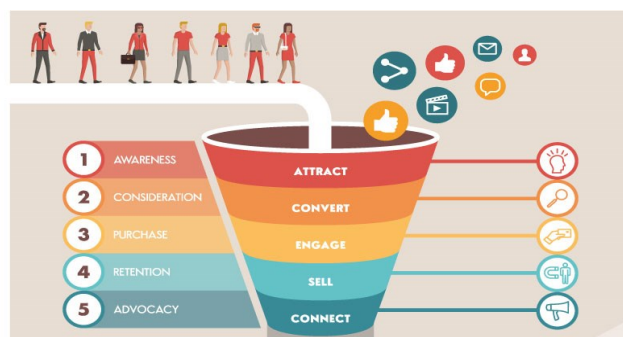 1 AWARENESS
ATTRACT
2 CONSIDERATION
CONVERT
3 PURCHASE
ENGAGE
4 RETENTION
SELL
5 ADVOCACY
CONNECT